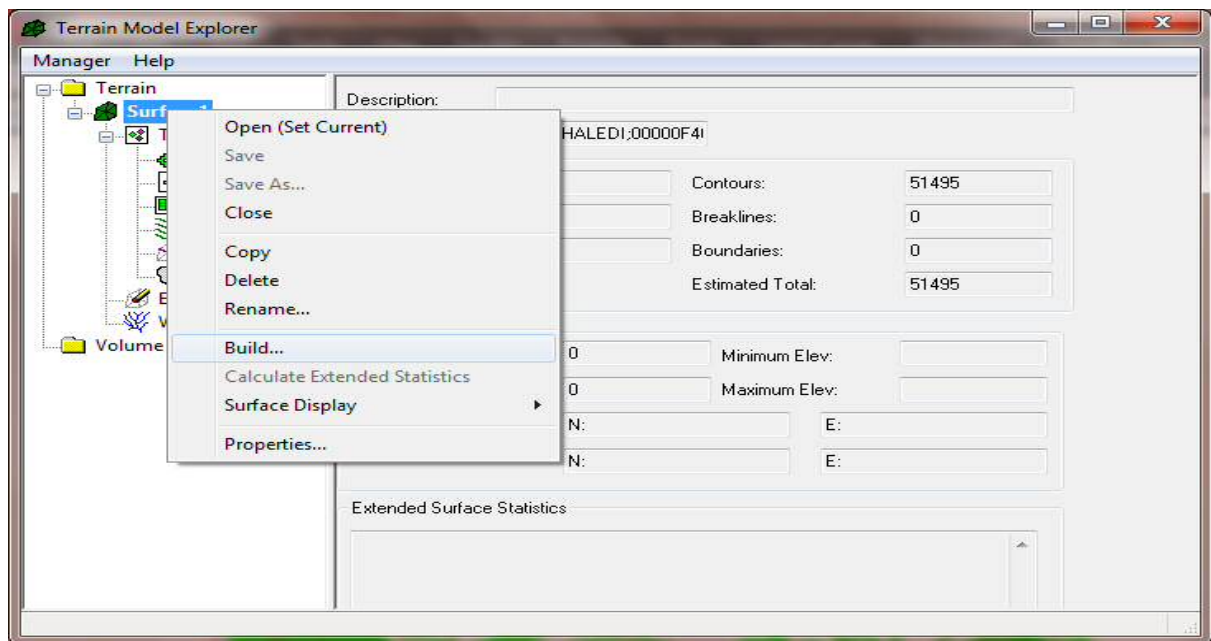 Terrain Model Explorer
Manager Help
Terrain
Surface1
Volume
Open (Set Current)
Save
Save As...
Close
Copy
Delete
Rename...
Build...
Calculate Extended Statistics
Surface Display
Properties...
Description:
HALEDI;00000F4
Contours: 51495
Breaklines: 0
Boundaries: 0
Estimated Total: 51495
0 Minimum Elev:
0 Maximum Elev:
N: E:
N: E:
Extended Surface Statistics